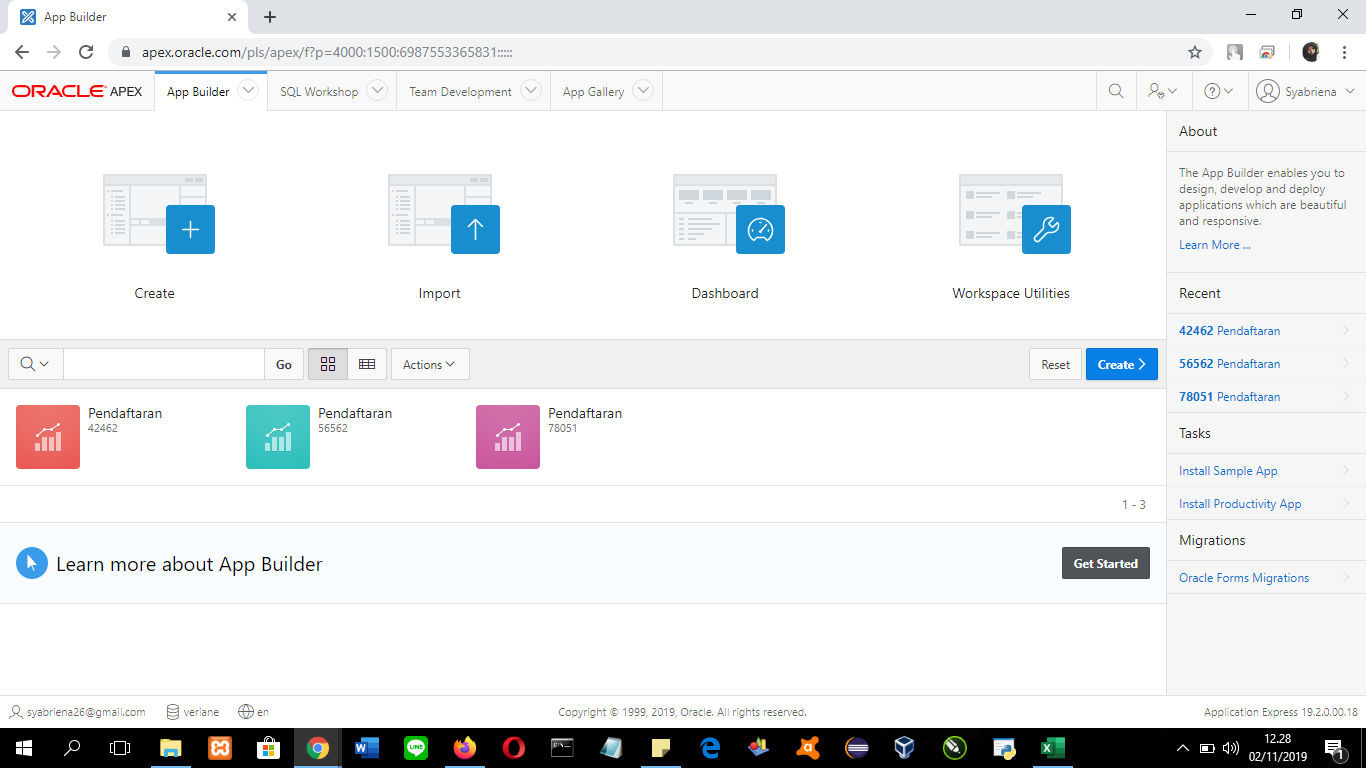 App Builder
apex.oracle.com/pls/apex/f?p=4000:1500:6987553365831:::::
ORACLE® APEX
App Builder
SQL Workshop
Team Development
App Gallery
Syabriena
Create
Import
Dashboard
Workspace Utilities
Go
Actions
Reset
Create
Pendaftaran
42462
Pendaftaran
56562
Pendaftaran
78051
1 - 3
Learn more about App Builder
Get Started
About
The App Builder enables you to
design, develop and deploy
applications which are beautiful
and responsive.
Learn More ...
Recent
42462 Pendaftaran
56562 Pendaftaran
78051 Pendaftaran
Tasks
Install Sample App
Install Productivity App
Migrations
Oracle Forms Migrations
syabriena26@gmail.com
veriane
en
Copyright © 1999, 2019, Oracle. All rights reserved.
Application Express 19.2.0.00.18
LINE
12.28
02/11/2019
1